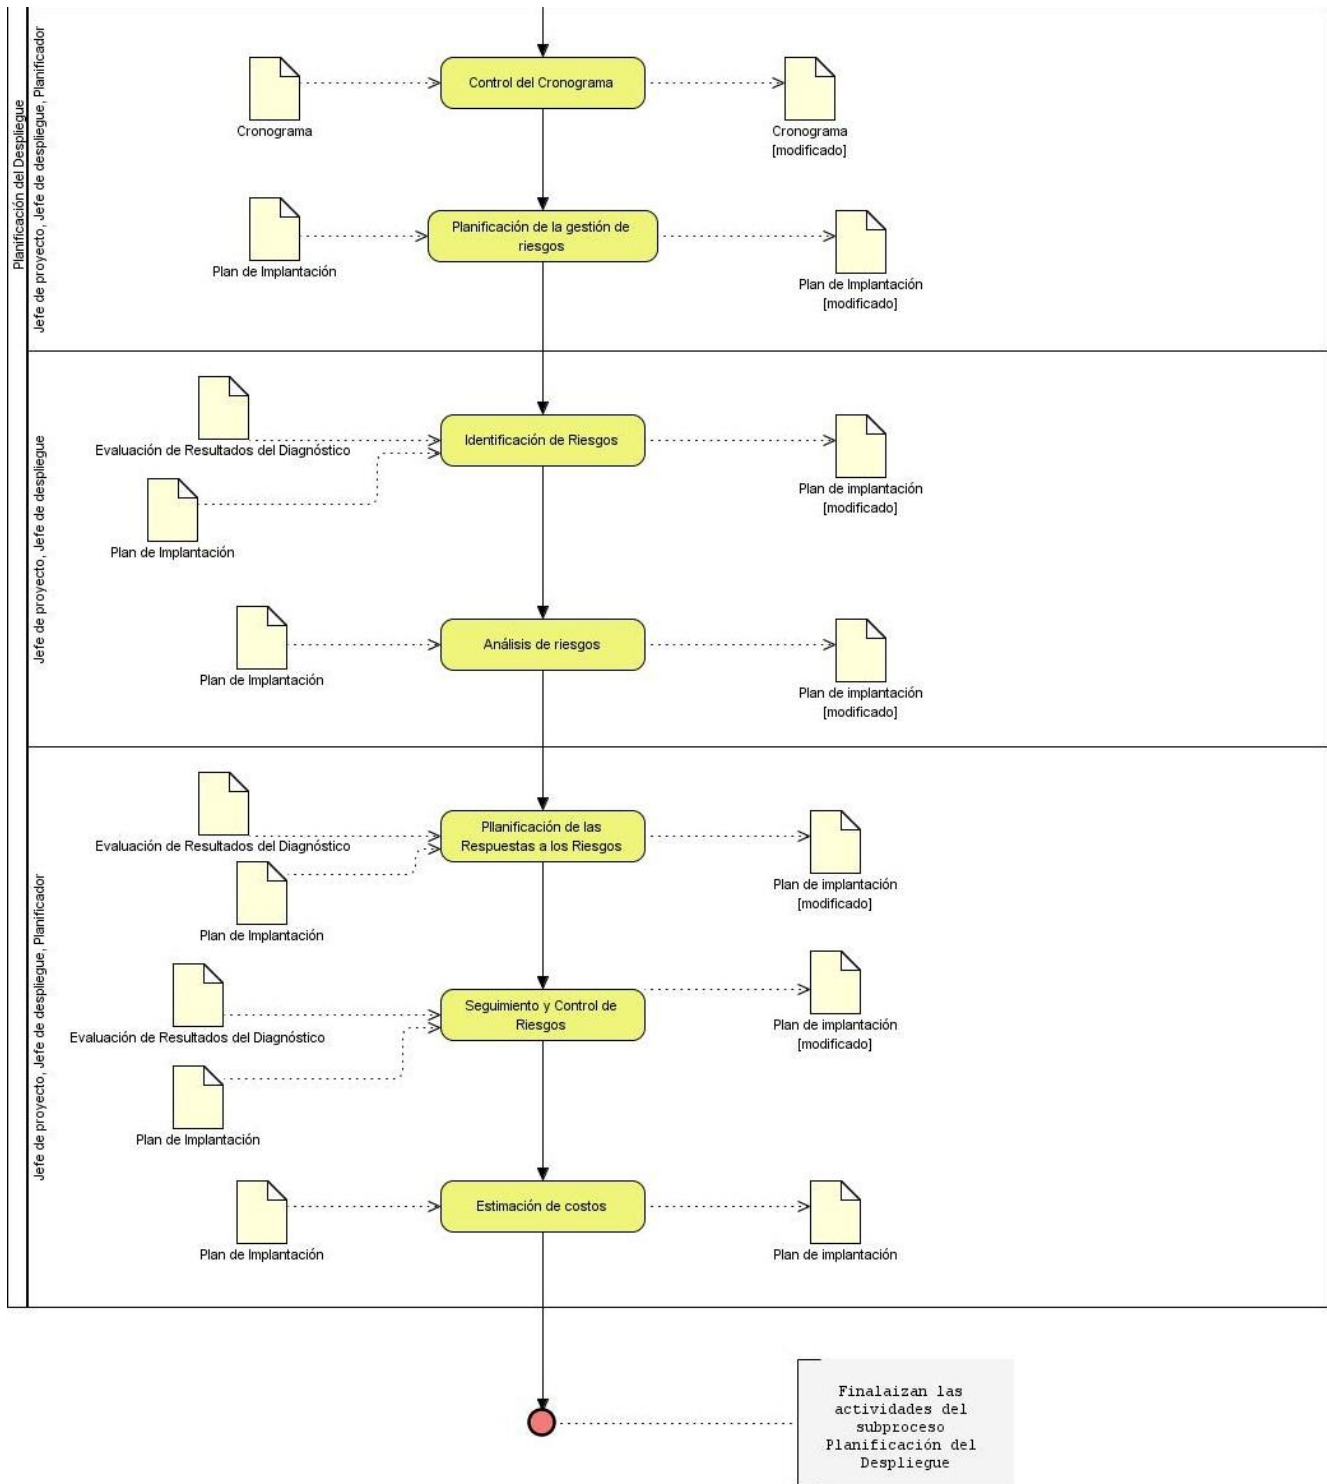 Planificación del Despliegue
Jefe de proyecto, Jefe de despliegue, Planificador
Control del Cronograma
Cronograma
Cronograma
[modificado]
Planificación de la gestión de
riesgos
Plan de Implantación
Plan de Implantación
[modificado]
Jefe de proyecto, Jefe de despliegue
Evaluación de Resultados del Diagnóstico
Identificación de Riesgos
Plan de implantación
[modificado]
Plan de Implantación
Análisis de riesgos
Plan de Implantación
Plan de implantación
[modificado]
Jefe de proyecto, Jefe de despliegue, Planificador
Evaluación de Resultados del Diagnóstico
Pllanificación de las
Respuestas a los Riesgos
Plan de implantación
[modificado]
Plan de Implantación
Evaluación de Resultados del Diagnóstico
Seguimiento y Control de
Riesgos
Plan de implantación
[modificado]
Plan de Implantación
Estimación de costos
Plan de Implantación
Plan de implantación
Finalaizan las
actividades del
subproceso
Planificación del
Despliegue